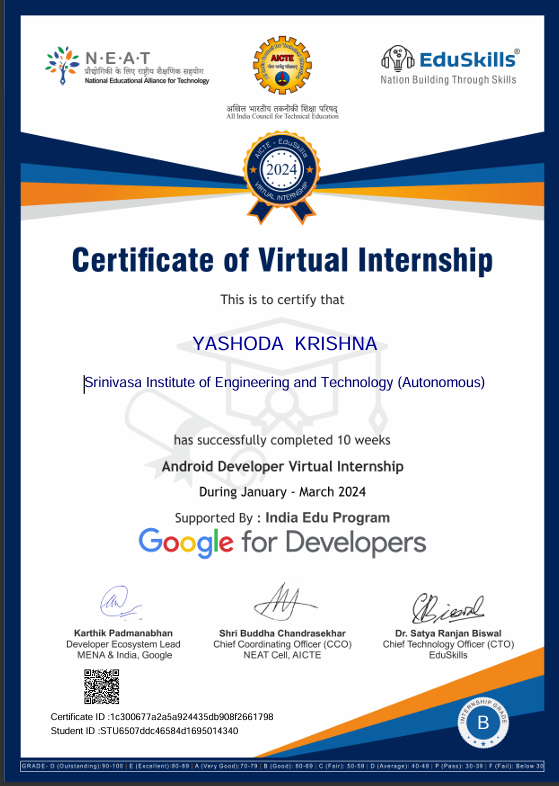 N·E·A·T
प्रौद्योगिकी के लिए राष्ट्रीय शैक्षणिक सहयोग
National Educational Alliance for Technology
AICTE
अखिल भारतीय तकनीकी शिक्षा परिषद्
All India Council for Technical Education
EduSkills®
Nation Building Through Skills
AICTE - EduSkills
2024
VIRTUAL INTERNSHIP
Certificate of Virtual Internship
This is to certify that
YASHODA KRISHNA
Srinivasa Institute of Engineering and Technology (Autonomous)
has successfully completed 10 weeks
Android Developer Virtual Internship
During January - March 2024
Supported By : India Edu Program
Google for Developers
Karthik Padmanabhan
Developer Ecosystem Lead
MENA & India, Google
Shri Buddha Chandrasekhar
Chief Coordinating Officer (CCO)
NEAT Cell, AICTE
Dr. Satya Ranjan Biswal
Chief Technology Officer (CTO)
EduSkills
Certificate ID :1c300677a2a5a924435db908f2661798
Student ID :STU6507ddc46584d1695014340
INTERNSHIP GRADE
B
GRADE- O (Outstanding):90-100 | E (Excellent):80-89 | A (Very Good):70-79 | B (Good): 60-69 | C (Fair): 50-59 | D (Average): 40-49 | P (Pass): 30-39 | F (Fail): Below 30